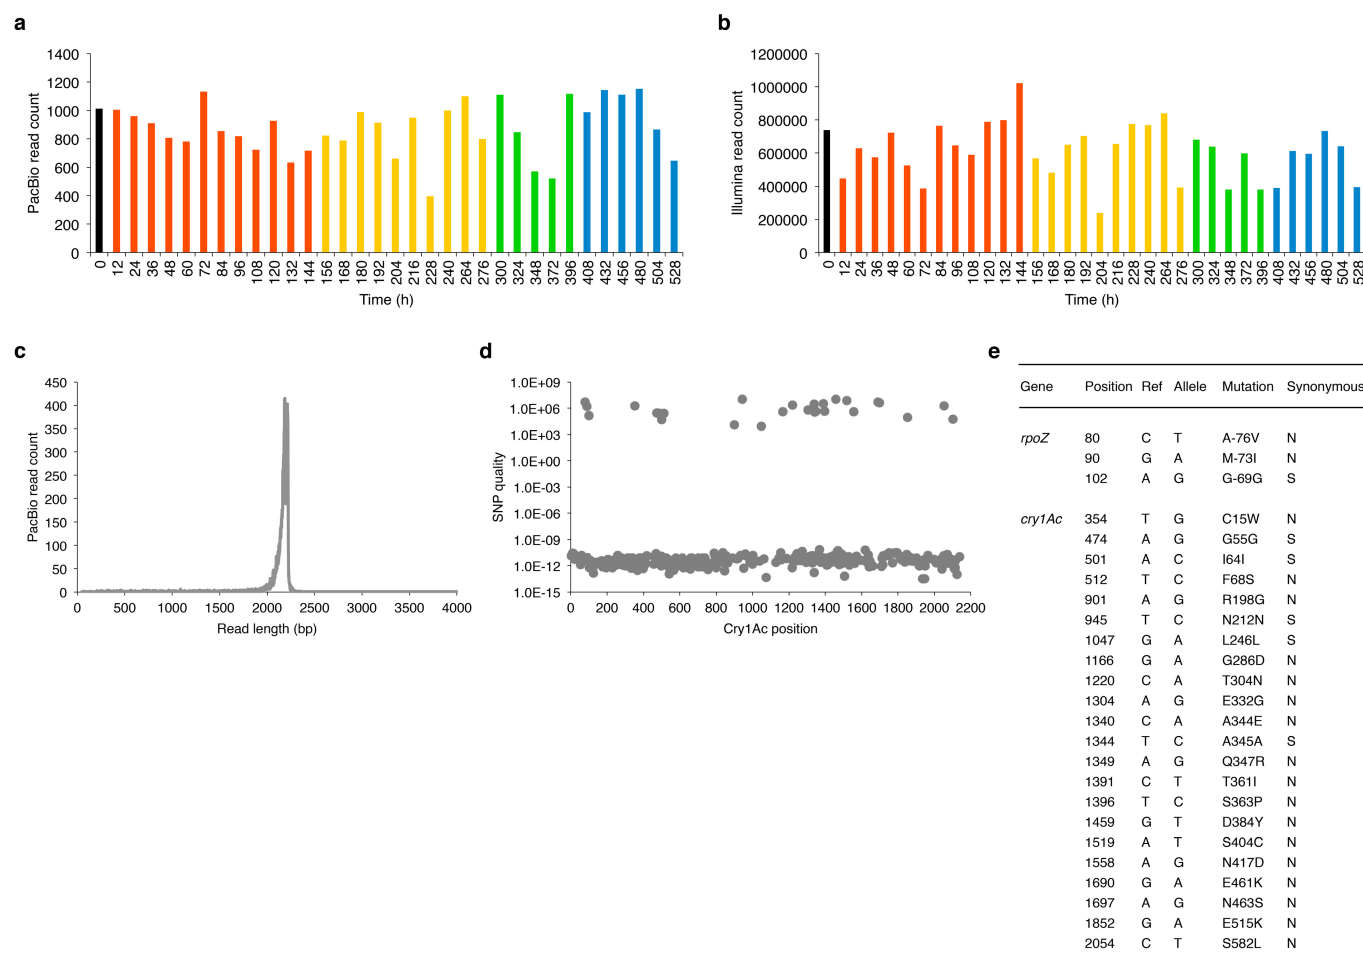 a
PacBio read count
1400
1200
1000
800
600
400
200
0
0 12 24 36 48 60 72 84 96 108 120 132 144 156 168 180 192 204 216 228 240 264 276 300 324 348 372 396 408 432 456 480 504 528
Time (h)
b
Illumina read count
1200000
1000000
800000
600000
400000
200000
0
0 12 24 36 48 60 72 84 96 108 120 132 144 156 168 180 192 204 216 228 240 264 276 300 324 348 372 396 408 432 456 480 504 528
Time (h)
c
PacBio read count
450
400
350
300
250
200
150
100
50
0
0 500 1000 1500 2000 2500 3000 3500 4000
Read length (bp)
d
SNP quality
1.0E+09
1.0E+06
1.0E+03
1.0E+00
1.0E-03
1.0E-06
1.0E-09
1.0E-12
1.0E-15
0 200 400 600 800 1000 1200 1400 1600 1800 2000 2200
Cry1Ac position
e
Gene Position Ref Allele Mutation Synonymous
rpoZ 80 C T A-76V N
90 G A M-73I N
102 A G G-69G S
cry1Ac 354 T G C15W N
474 A G G55G S
501 A C I64I S
512 T C F68S N
901 A G R198G N
945 T C N212N S
1047 G A L246L S
1166 G A G286D N
1220 C A T304N N
1304 A G E332G N
1340 C A A344E N
1344 T C A345A S
1349 A G Q347R N
1391 C T T361I N
1396 T C S363P N
1459 G T D384Y N
1519 A T S404C N
1558 A G N417D N
1690 G A E461K N
1697 A G N463S N
1852 G A E515K N
2054 C T S582L N